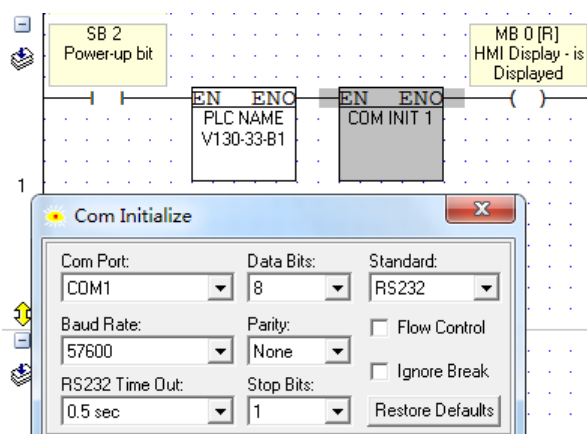 SB 2
Power-up bit
MB 0 [R]
HMI Display - is
Displayed
EN ENO
PLC NAME
V130-33-B1
EN ENO
COM INIT 1
1
Com Initialize
Com Port:
Data Bits:
Standard:
COM1
8
RS232
Baud Rate:
Parity:
Flow Control
57600
None
Ignore Break
RS232 Time Out:
Stop Bits:
0.5 sec
1
Restore Defaults